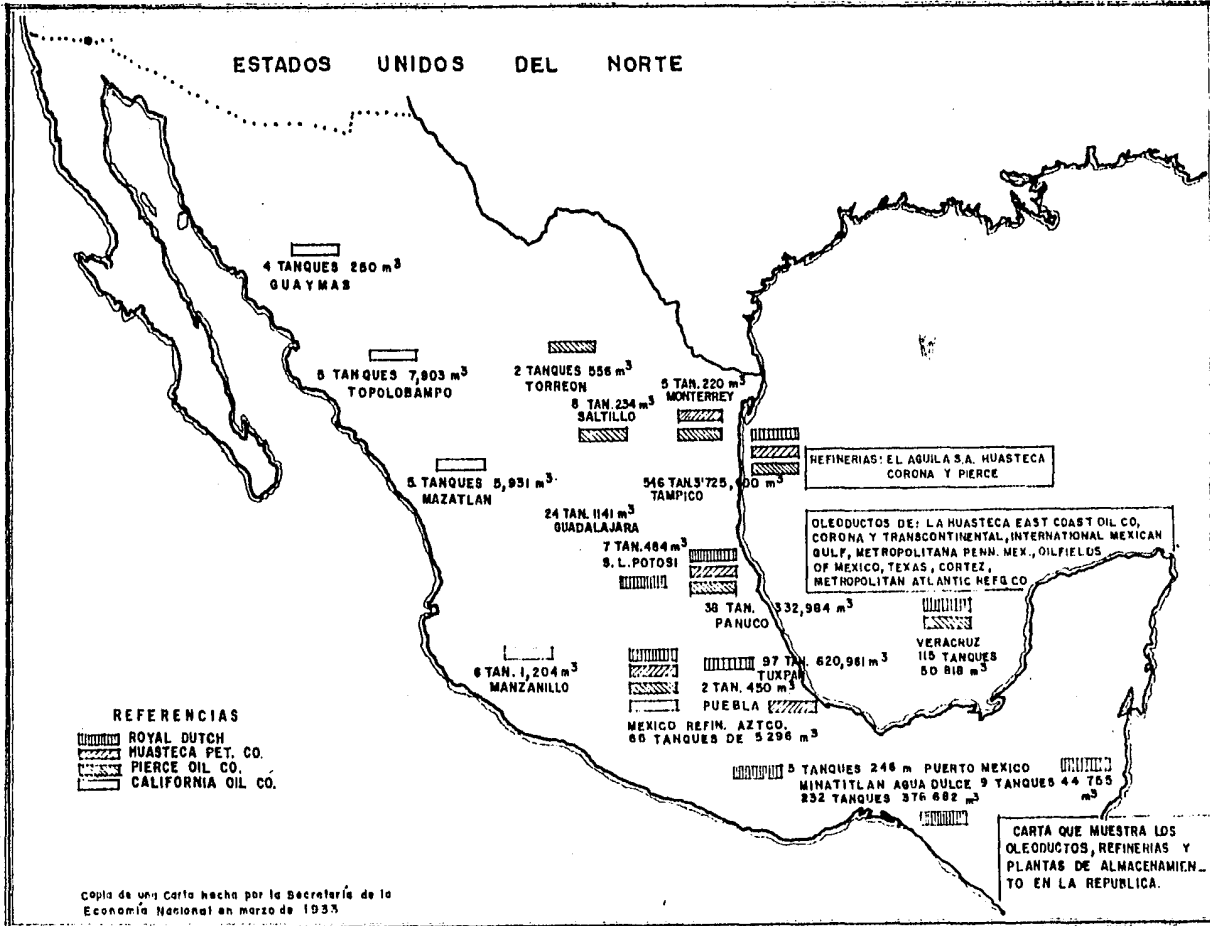 ESTADOS UNIDOS DEL NORTE
4 TANQUES 260 m³
GUAYMAS
TANQUES 7,903 m³
TOPOLOBAMPO
2 TANQUES 556 m³
TORREON
5 TAN. 220 m³
MONTERREY
8 TAN. 234 m³
SALTILLO
5 TANQUES 5,931 m³
MAZATLAN
546 TAN. 3'725, m³
TAMPICO
REFINERIAS: EL AGUILA S.A. HUASTECA
CORONA Y PIERCE
24 TAN. 1141 m³
GUADALAJARA
7 TAN. 484 m³
S. L. POTOSI
OLEODUCTOS DE: LA HUASTECA EAST COAST OIL CO,
CORONA Y TRANSCONTINENTAL, INTERNATIONAL MEXICAN
GULF, METROPOLITANA PENN. MEX., OILFIELDS
OF MEXICO, TEXAS, CORTEZ,
METROPOLITAN ATLANTIC REFG. CO
38 TAN. 332,984 m³
PANUCO
VERACRUZ
115 TANQUES
50 818 m³
6 TAN. 1,204 m³
MANZANILLO
97 TAN. 620,961 m³
TUXPAN
2 TAN. 450 m³
PUEBLA
MEXICO REFIN. AZTCO.
66 TANQUES DE 5296 m³
REFERENCIAS
ROYAL DUTCH
HUASTECA PET. CO.
PIERCE OIL CO.
CALIFORNIA OIL CO.
5 TANQUES 246 m PUERTO MEXICO
MINATITLAN AGUA DULCE 9 TANQUES 44 755
m³
232 TANQUES 376 682 m³
CARTA QUE MUESTRA LOS
OLEODUCTOS, REFINERIAS Y
PLANTAS DE ALMACENAMIEN_
TO EN LA REPUBLICA.
Copia de una Carta hecha por la Secretaría de la
Economía Nacional en marzo de 1933